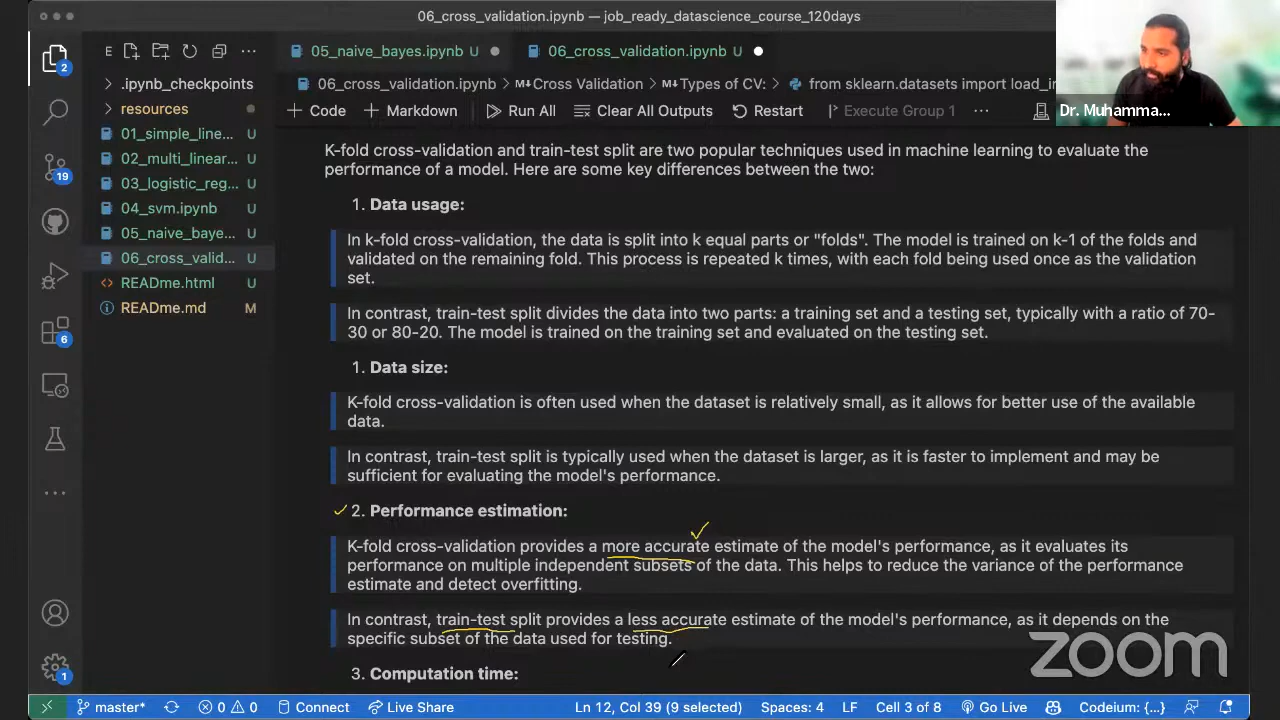 06_cross_validation.ipynb — job_ready_datascience_course_120days
05_naive_bayes.ipynb U
06_cross_validation.ipynb U
06_cross_validation.ipynb > M↓Cross Validation > M↓Types of CV: > from sklearn.datasets import load_ir
+ Code + Markdown Run All Clear All Outputs Restart Execute Group 1 ...
Dr. Muhamma...
E
.ipynb_checkpoints
resources
01_simple_line... U
02_multi_linear... U
03_logistic_reg... U
04_svm.ipynb U
05_naive_baye... U
06_cross_valid... U
READme.html U
READme.md M
2
19
6
1
K-fold cross-validation and train-test split are two popular techniques used in machine learning to evaluate the
performance of a model. Here are some key differences between the two:
1. Data usage:
In k-fold cross-validation, the data is split into k equal parts or "folds". The model is trained on k-1 of the folds and
validated on the remaining fold. This process is repeated k times, with each fold being used once as the validation
set.
In contrast, train-test split divides the data into two parts: a training set and a testing set, typically with a ratio of 70-
30 or 80-20. The model is trained on the training set and evaluated on the testing set.
1. Data size:
K-fold cross-validation is often used when the dataset is relatively small, as it allows for better use of the available
data.
In contrast, train-test split is typically used when the dataset is larger, as it is faster to implement and may be
sufficient for evaluating the model's performance.
2. Performance estimation:
K-fold cross-validation provides a more accurate estimate of the model's performance, as it evaluates its
performance on multiple independent subsets of the data. This helps to reduce the variance of the performance
estimate and detect overfitting.
In contrast, train-test split provides a less accurate estimate of the model's performance, as it depends on the
specific subset of the data used for testing.
3. Computation time:
zoom
master* 0 0 Connect Live Share Ln 12, Col 39 (9 selected) Spaces: 4 LF Cell 3 of 8 Go Live Codeium: {...}